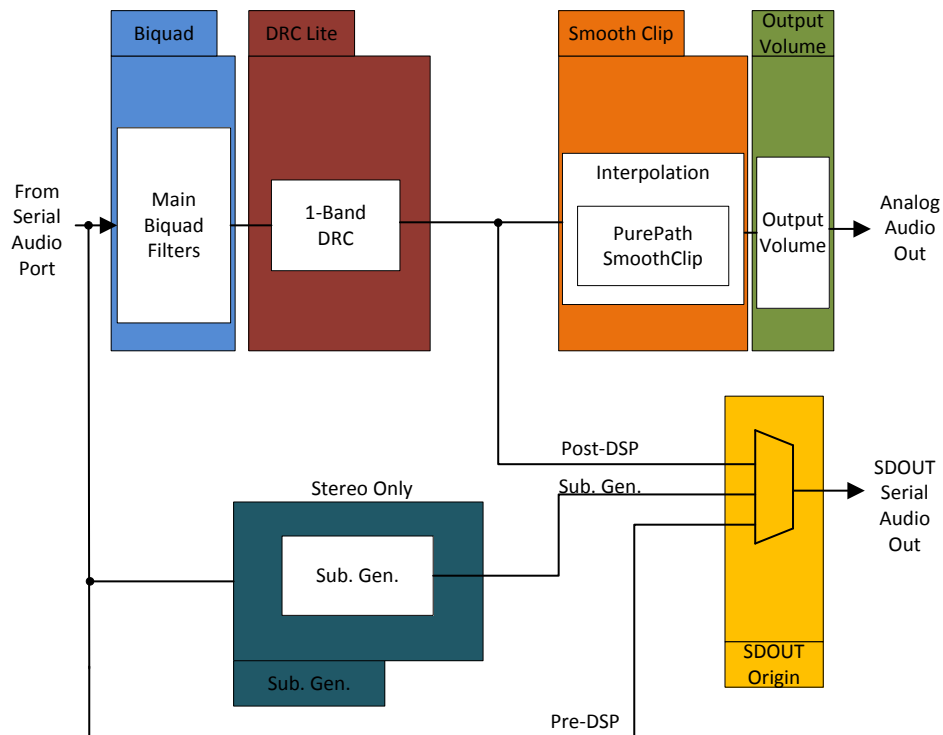 Biquad
DRC Lite
Smooth Clip
Output
Volume
From
Serial
Audio
Port
Main
Biquad
Filters
1-Band
DRC
Interpolation
PurePath
SmoothClip
Output
Volume
Analog
Audio
Out
Post-DSP
Sub. Gen.
Stereo Only
Sub. Gen.
Sub. Gen.
Pre-DSP
SDOUT
Origin
SDOUT
Serial
Audio
Out